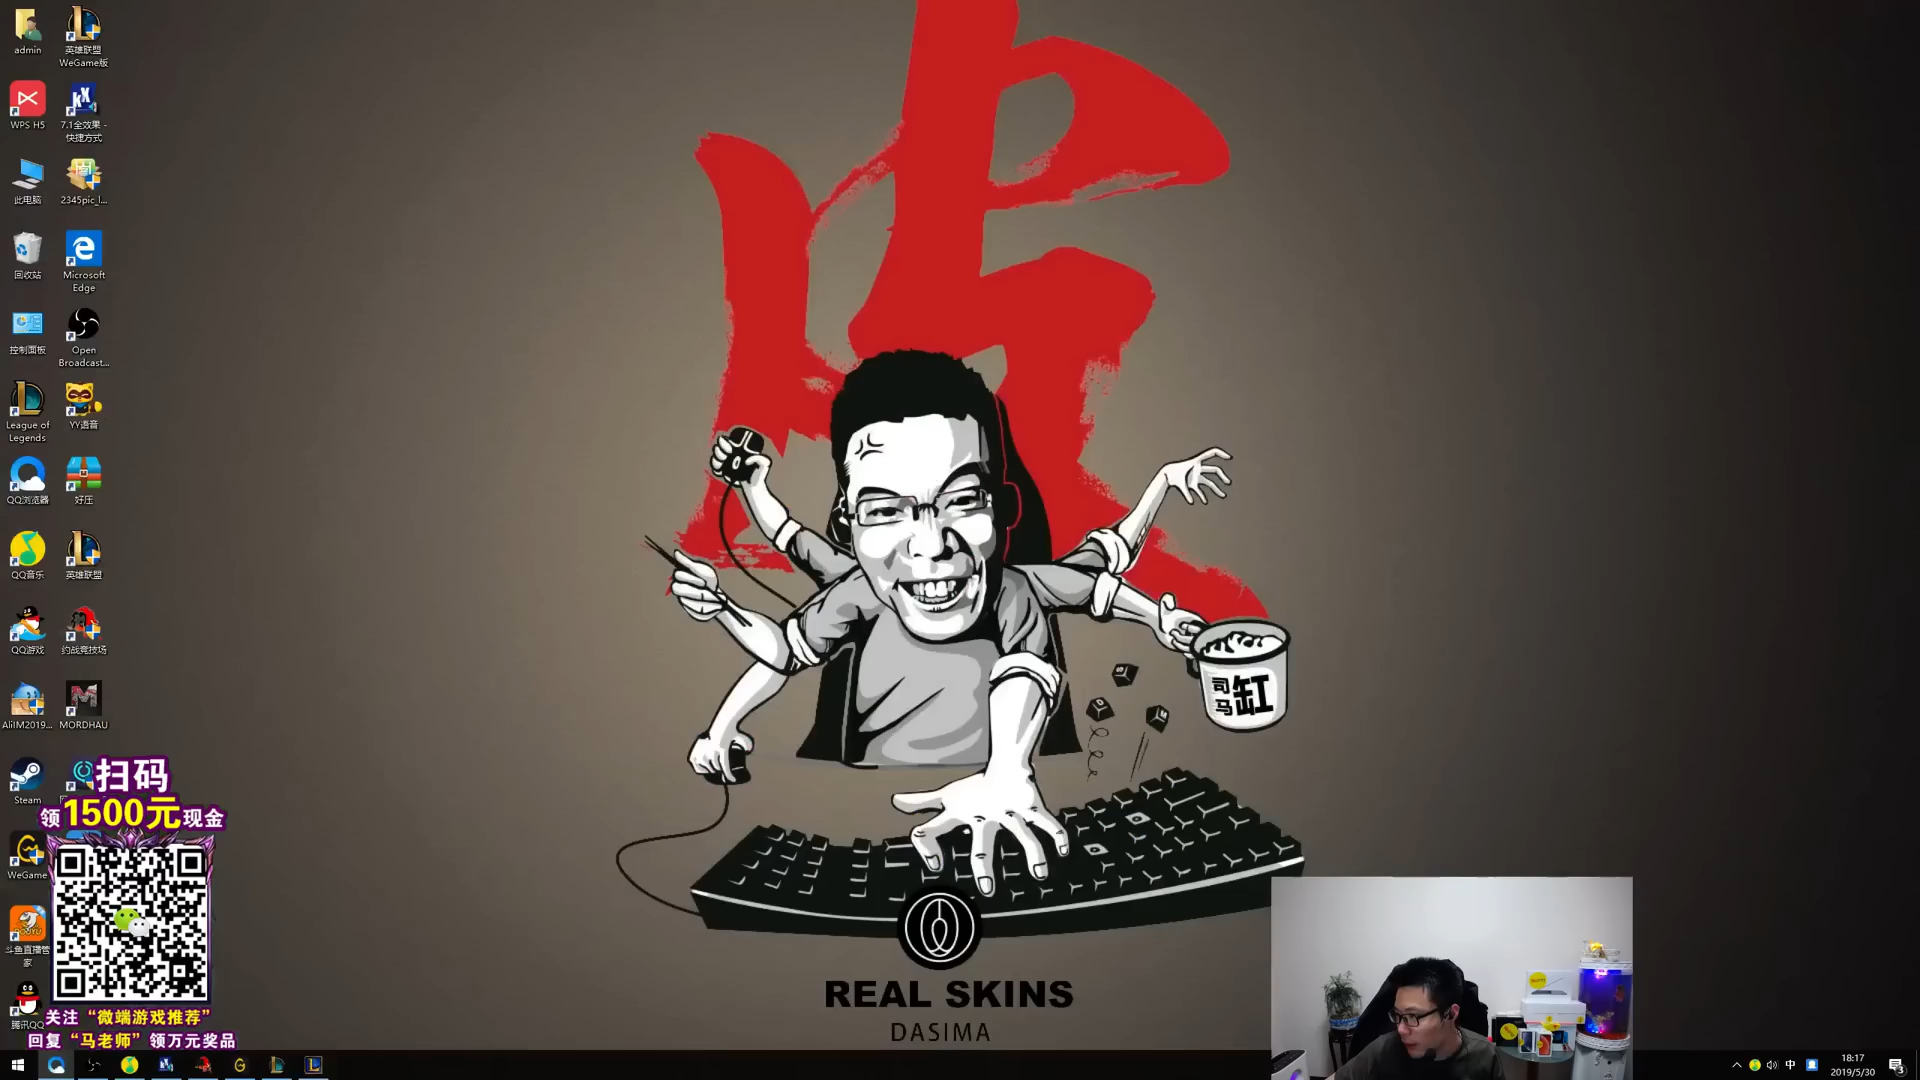 admin
英雄联盟
WeGame版
WPS H5
7.1全效果 -
快捷方式
此电脑
2345pic_l...
回收站
Microsoft
Edge
控制面板
Open
Broadcast...
League of
Legends
YY语音
QQ浏览器
好压
QQ音乐
英雄联盟
QQ游戏
约战竞技场
AliIM2019...
MORDHAU
Steam
扫码
领1500元现金
WeGame
斗鱼直播管
家
腾讯QQ
关注“微端游戏推荐”
回复“马老师”领万元奖品
司马缸
REAL SKINS
DASIMA
中
18:17
2019/5/30
3